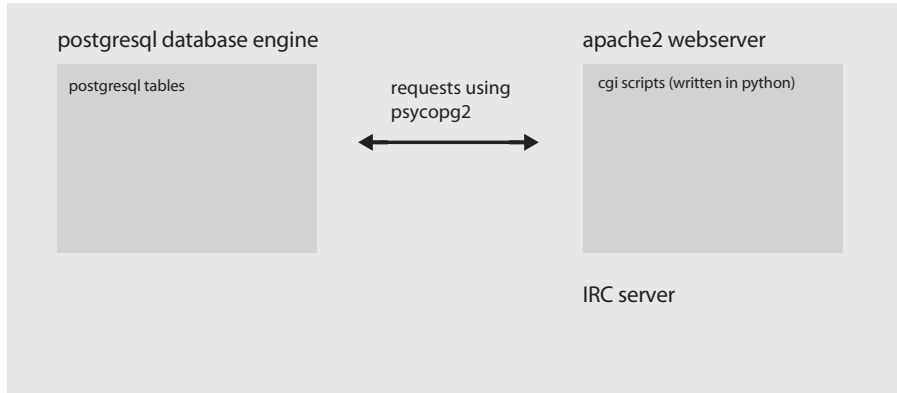 postgresql database engine
postgresql tables
requests using
psycopg2
apache2 webserver
cgi scripts (written in python)
IRC server